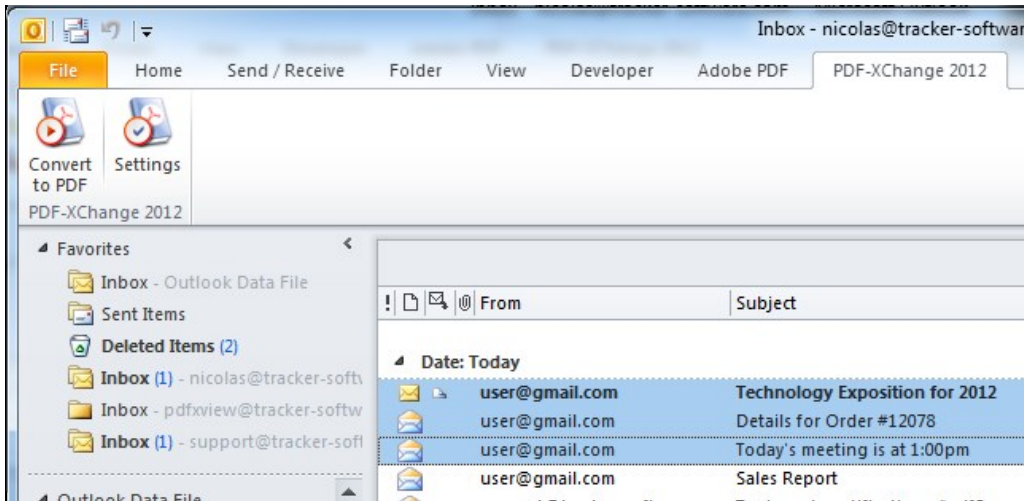 Inbox - nicolas@tracker-softwar
File Home Send / Receive Folder View Developer Adobe PDF PDF-XChange 2012
Convert to PDF Settings
PDF-XChange 2012
Favorites
Inbox - Outlook Data File
Sent Items
Deleted Items (2)
Inbox (1) - nicolas@tracker-softw
Inbox - pdfxview@tracker-softw
Inbox (1) - support@tracker-soft
Outlook Data File
! From Subject
Date: Today
user@gmail.com Technology Exposition for 2012
user@gmail.com Details for Order #12078
user@gmail.com Today's meeting is at 1:00pm
user@gmail.com Sales Report